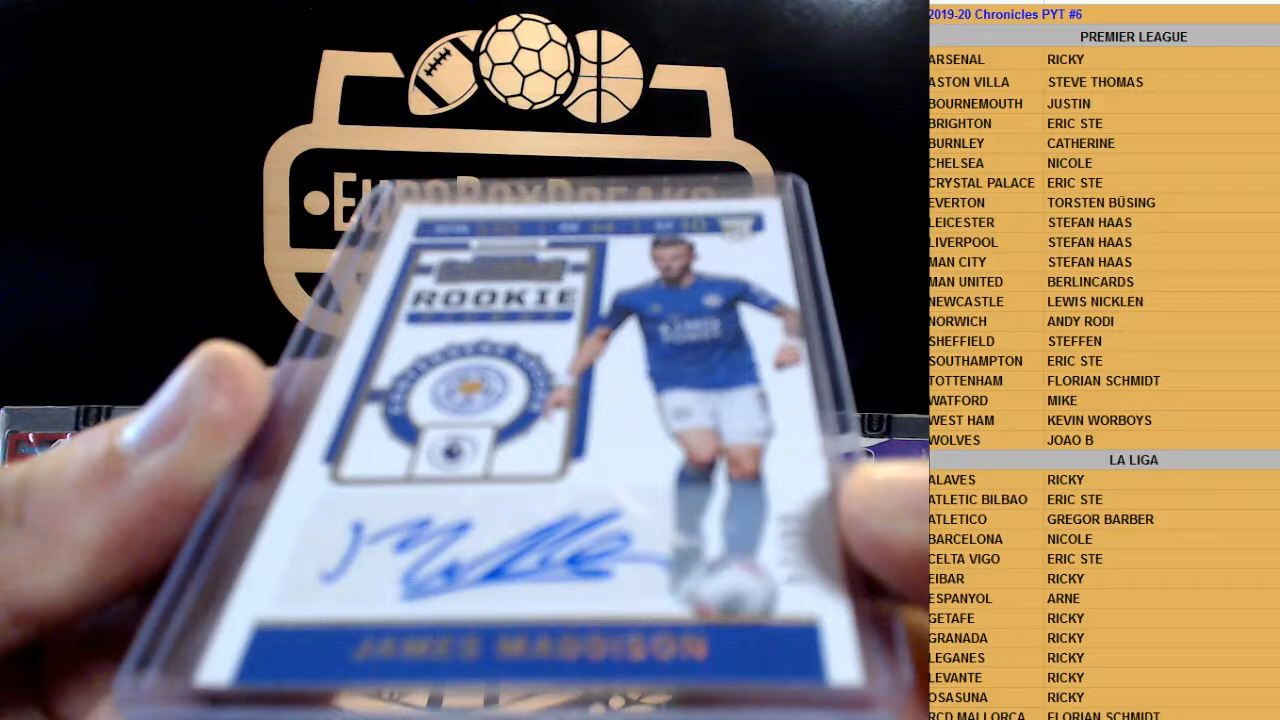 ROOKIE
JAMES MADDISON
2019-20 Chronicles PYT #6
PREMIER LEAGUE
ARSENAL RICKY
ASTON VILLA STEVE THOMAS
BOURNEMOUTH JUSTIN
BRIGHTON ERIC STE
BURNLEY CATHERINE
CHELSEA NICOLE
CRYSTAL PALACE ERIC STE
EVERTON TORSTEN BÜSING
LEICESTER STEFAN HAAS
LIVERPOOL STEFAN HAAS
MAN CITY STEFAN HAAS
MAN UNITED BERLINCARDS
NEWCASTLE LEWIS NICKLEN
NORWICH ANDY RODI
SHEFFIELD STEFFEN
SOUTHAMPTON ERIC STE
TOTTENHAM FLORIAN SCHMIDT
WATFORD MIKE
WEST HAM KEVIN WORBOYS
WOLVES JOAO B
LA LIGA
ALAVES RICKY
ATLETIC BILBAO ERIC STE
ATLETICO GREGOR BARBER
BARCELONA NICOLE
CELTA VIGO ERIC STE
EIBAR RICKY
ESPANYOL ARNE
GETAFE RICKY
GRANADA RICKY
LEGANES RICKY
LEVANTE RICKY
OSASUNA RICKY
RCD MALLORCA FLORIAN SCHMIDT